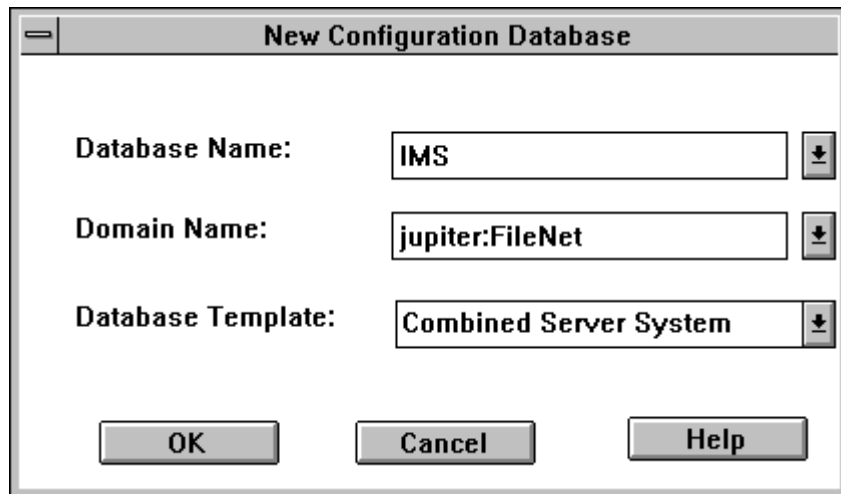 New Configuration Database
Database Name: IMS
Domain Name: jupiter:FileNet
Database Template: Combined Server System
OK Cancel Help